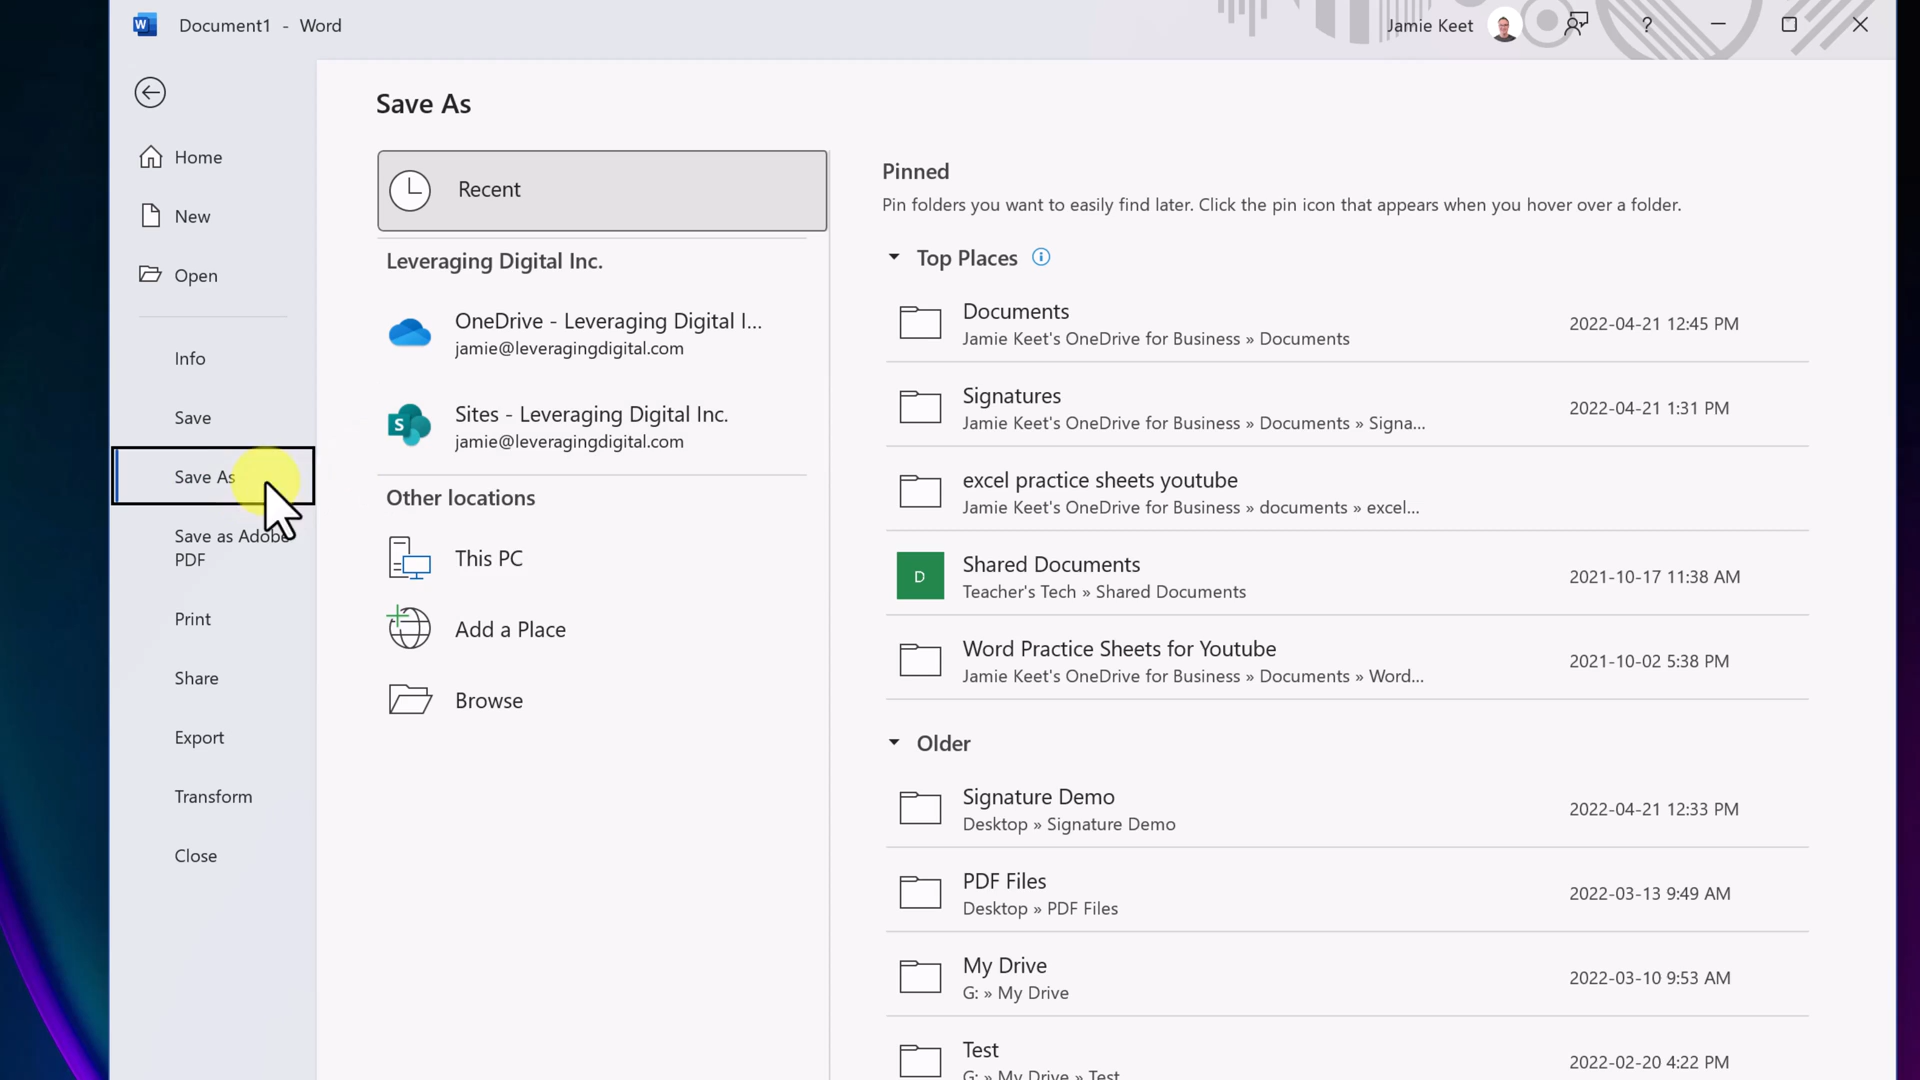 W
Document1 - Word
Jamie Keet
?
Home
New
Open
Info
Save
Save As
Save as Adobe
PDF
Print
Share
Export
Transform
Close
Save As
Recent
Leveraging Digital Inc.
OneDrive - Leveraging Digital I...
jamie@leveragingdigital.com
S
Sites - Leveraging Digital Inc.
jamie@leveragingdigital.com
Other locations
This PC
Add a Place
Browse
Pinned
Pin folders you want to easily find later. Click the pin icon that appears when you hover over a folder.
Top Places
Documents
Jamie Keet's OneDrive for Business » Documents
2022-04-21 12:45 PM
Signatures
Jamie Keet's OneDrive for Business » Documents » Signa...
2022-04-21 1:31 PM
excel practice sheets youtube
Jamie Keet's OneDrive for Business » documents » excel...
D
Shared Documents
Teacher's Tech » Shared Documents
2021-10-17 11:38 AM
Word Practice Sheets for Youtube
Jamie Keet's OneDrive for Business » Documents » Word...
2021-10-02 5:38 PM
Older
Signature Demo
Desktop » Signature Demo
2022-04-21 12:33 PM
PDF Files
Desktop » PDF Files
2022-03-13 9:49 AM
My Drive
G: » My Drive
2022-03-10 9:53 AM
Test
G: » My Drive » Test
2022-02-20 4:22 PM